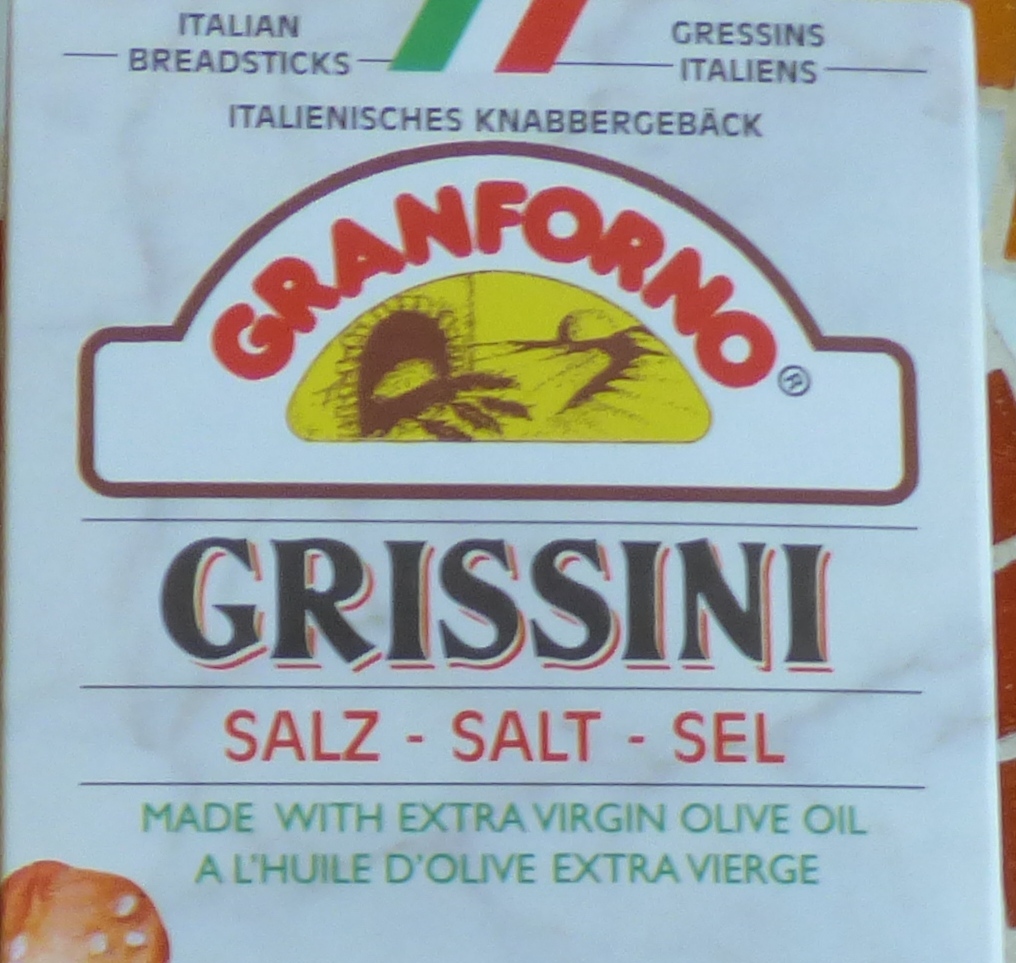 ITALIAN
BREADSTICKS
GRESSINS
ITALIENS
ITALIENISCHES KNABBERGEBÄCK
GRANFORNO ®
GRISSINI
SALZ - SALT - SEL
MADE WITH EXTRA VIRGIN OLIVE OIL
A L'HUILE D'OLIVE EXTRA VIERGE